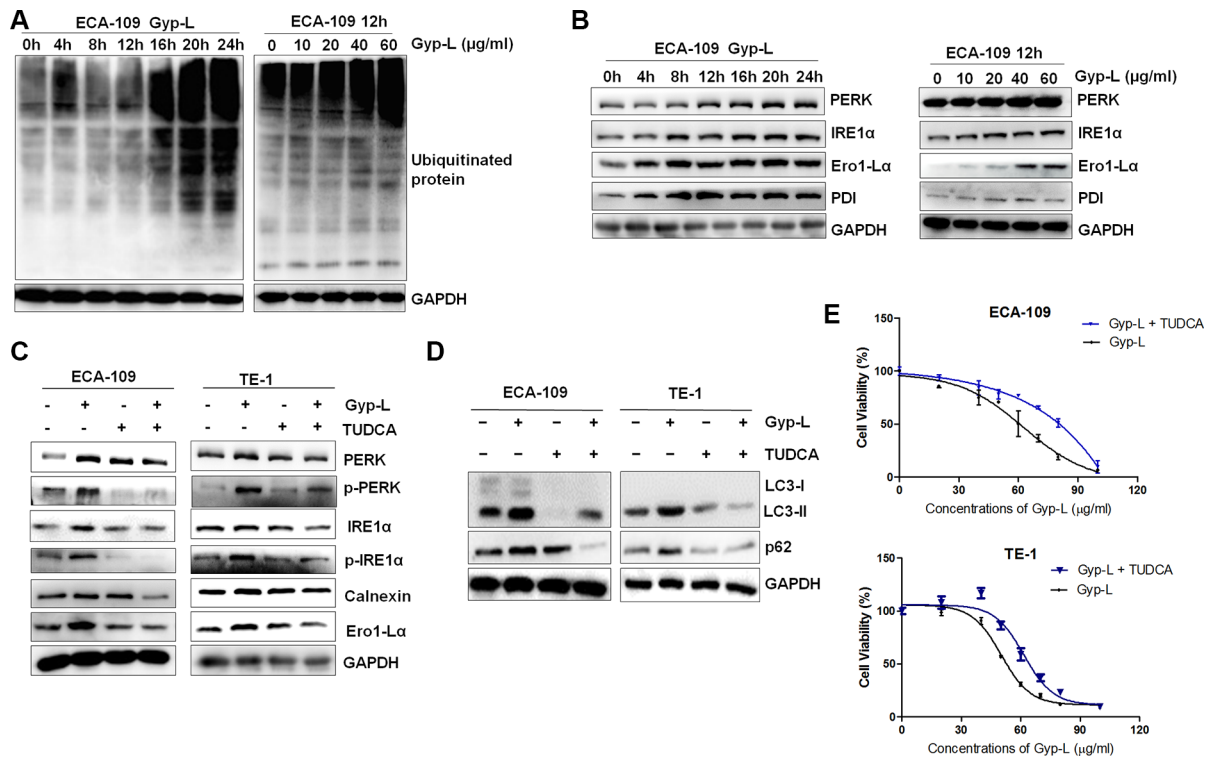 A
ECA-109 Gyp-L
0h 4h 8h 12h 16h 20h 24h
ECA-109 12h
0 10 20 40 60
Gyp-L (μg/ml)
Ubiquitinated
protein
GAPDH
B
ECA-109 Gyp-L
0h 4h 8h 12h 16h 20h 24h
PERK
IRE1α
Ero1-Lα
PDI
GAPDH
ECA-109 12h
0 10 20 40 60
Gyp-L (μg/ml)
PERK
IRE1α
Ero1-Lα
PDI
GAPDH
C
ECA-109
TE-1
- + - + - + - + Gyp-L
- - + + - - + + TUDCA
PERK
p-PERK
IRE1α
p-IRE1α
Calnexin
Ero1-Lα
GAPDH
D
ECA-109
TE-1
- + - + - + - + Gyp-L
- - + + - - + + TUDCA
LC3-I
LC3-II
p62
GAPDH
E
ECA-109
Gyp-L + TUDCA
Gyp-L
Cell Viability (%)
150
100
50
0
0 30 60 90 120
Concentrations of Gyp-L (μg/ml)
TE-1
Gyp-L + TUDCA
Gyp-L
Cell Viability (%)
150
100
50
0
0 30 60 90 120
Concentrations of Gyp-L (μg/ml)